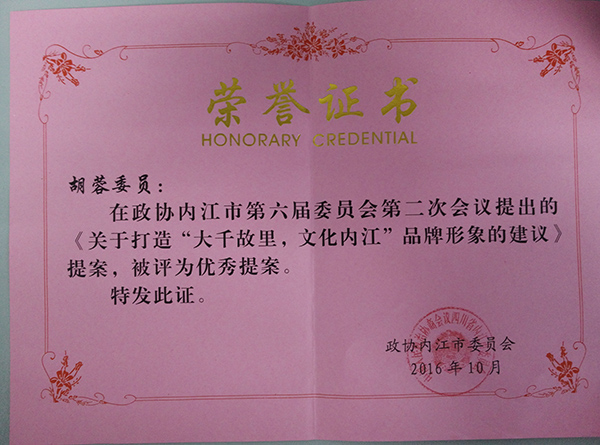 荣誉证书
HONORARY CREDENTIAL
胡蓉委员：
在政协内江市第六届委员会第二次会议提出的
《关于打造“大千故里，文化内江”品牌形象的建议》
提案，被评为优秀提案。
特发此证。
政协内江市委员会
2016年10月